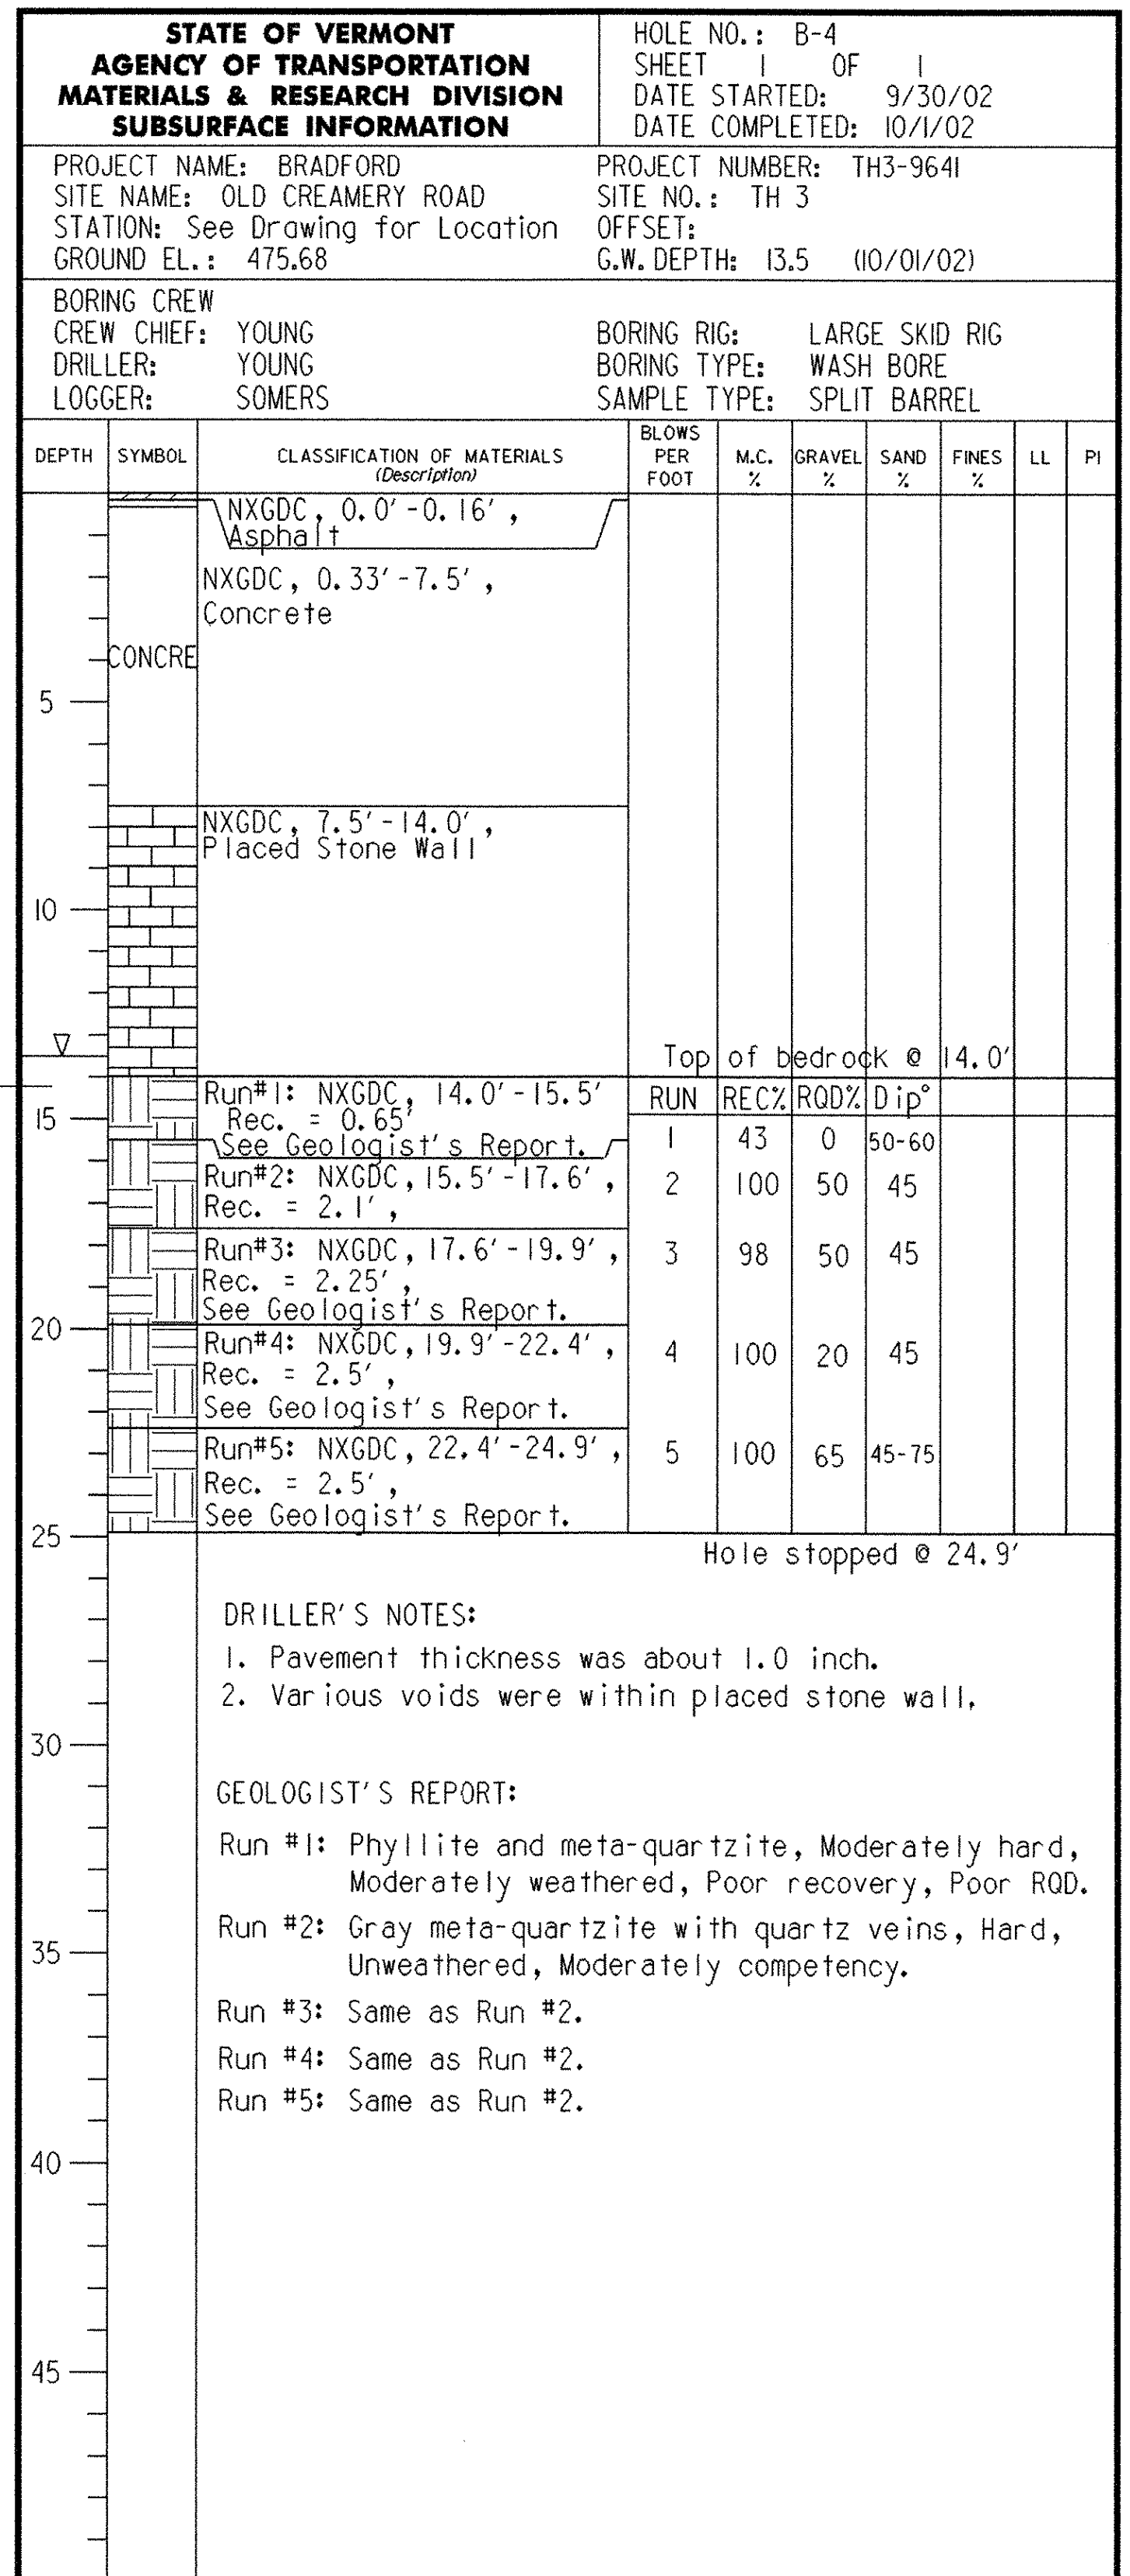 STATE OF VERMONT
AGENCY OF TRANSPORTATION
MATERIALS & RESEARCH DIVISION
SUBSURFACE INFORMATION
HOLE NO.: B-4
SHEET 1 OF 1
DATE STARTED: 9/30/02
DATE COMPLETED: 10/1/02
PROJECT NAME: BRADFORD
SITE NAME: OLD CREAMERY ROAD
STATION: See Drawing for Location
GROUND EL.: 475.68
PROJECT NUMBER: TH3-9641
SITE NO.: TH 3
OFFSET:
G.W. DEPTH: 13.5 (10/01/02)
BORING CREW
CREW CHIEF: YOUNG
DRILLER: YOUNG
LOGGER: SOMERS
BORING RIG: LARGE SKID RIG
BORING TYPE: WASH BORE
SAMPLE TYPE: SPLIT BARREL
DEPTH
SYMBOL
CLASSIFICATION OF MATERIALS
(Description)
BLOWS
PER
FOOT
M.C.
%
GRAVEL
%
SAND
%
FINES
%
LL
PI
NXGDC, 0.0'-0.16',
Asphalt
NXGDC, 0.33'-7.5',
Concrete
CONCRE
5
NXGDC, 7.5'-14.0',
Placed Stone Wall
10
Top of bedrock @ 14.0'
RUN REC% RQD% Dip°
Run#1: NXGDC, 14.0'-15.5'
Rec. = 0.65'
See Geologist's Report.
1 43 0 50-60
15
Run#2: NXGDC, 15.5'-17.6',
Rec. = 2.1',
2 100 50 45
Run#3: NXGDC, 17.6'-19.9',
Rec. = 2.25',
See Geologist's Report.
3 98 50 45
20
Run#4: NXGDC, 19.9'-22.4',
Rec. = 2.5',
See Geologist's Report.
4 100 20 45
Run#5: NXGDC, 22.4'-24.9',
Rec. = 2.5',
See Geologist's Report.
5 100 65 45-75
25
Hole stopped @ 24.9'
DRILLER'S NOTES:
1. Pavement thickness was about 1.0 inch.
2. Various voids were within placed stone wall.
30
GEOLOGIST'S REPORT:
Run #1: Phyllite and meta-quartzite, Moderately hard,
Moderately weathered, Poor recovery, Poor RQD.
Run #2: Gray meta-quartzite with quartz veins, Hard,
Unweathered, Moderately competency.
35
Run #3: Same as Run #2.
Run #4: Same as Run #2.
Run #5: Same as Run #2.
40
45